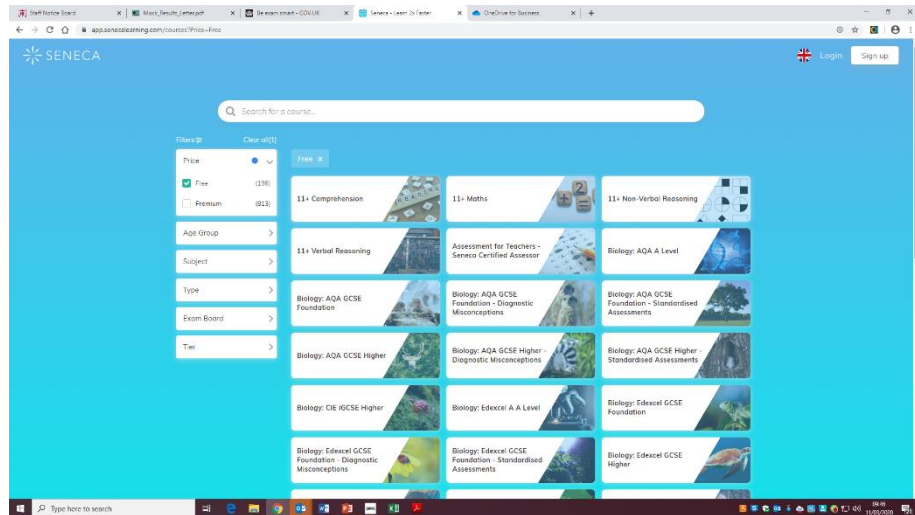 Staff Notice Board
Mock_Results_Letter.pdf
Be exam smart - GOV.UK
Seneca - Learn 2x Faster
OneDrive for Business
app.senecalearning.com/courses?Price=Free
SENECA
Login
Sign up
Search for a course...
Filters
Clear all(1)
Price
Free
(198)
Premium
(813)
Age Group
Subject
Type
Exam Board
Tier
Free x
11+ Comprehension
11+ Maths
11+ Non-Verbal Reasoning
11+ Verbal Reasoning
Assessment for Teachers -
Seneca Certified Assessor
Biology: AQA A Level
Biology: AQA GCSE
Foundation
Biology: AQA GCSE
Foundation - Diagnostic
Misconceptions
Biology: AQA GCSE
Foundation - Standardised
Assessments
Biology: AQA GCSE Higher
Biology: AQA GCSE Higher -
Diagnostic Misconceptions
Biology: AQA GCSE Higher -
Standardised Assessments
Biology: CIE IGCSE Higher
Biology: Edexcel A A Level
Biology: Edexcel GCSE
Foundation
Biology: Edexcel GCSE
Foundation - Diagnostic
Misconceptions
Biology: Edexcel GCSE
Foundation - Standardised
Assessments
Biology: Edexcel GCSE
Higher
Type here to search
11/03/2020